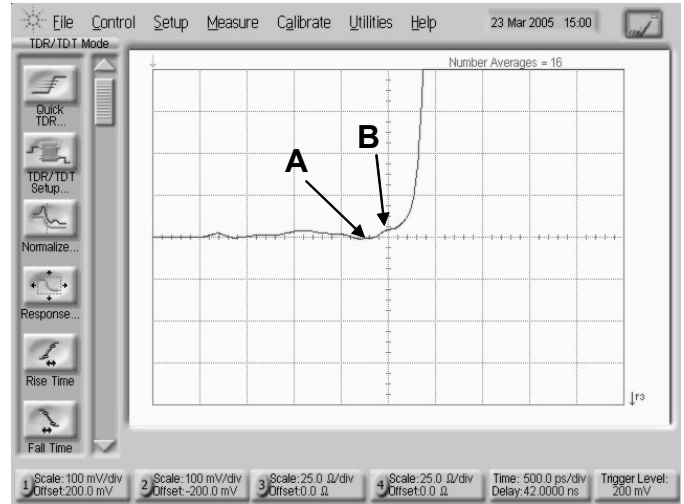 File Control Setup Measure Calibrate Utilities Help 23 Mar 2005 15:00
TDR/TDT Mode
Number Averages = 16
Quick
TDR...
TDR/TDT
Setup...
Normalize...
Response...
Rise Time
Fall Time
A
B
r3
1 Scale: 100 mV/div
Offset:200.0 mV
2 Scale: 100 mV/div
Offset:-200.0 mV
3 Scale: 25.0 Ω/div
Offset:0.0 Ω
4 Scale: 25.0 Ω/div
Offset:0.0 Ω
Time: 500.0 ps/div
Delay:42.0000 ns
Trigger Level:
200 mV